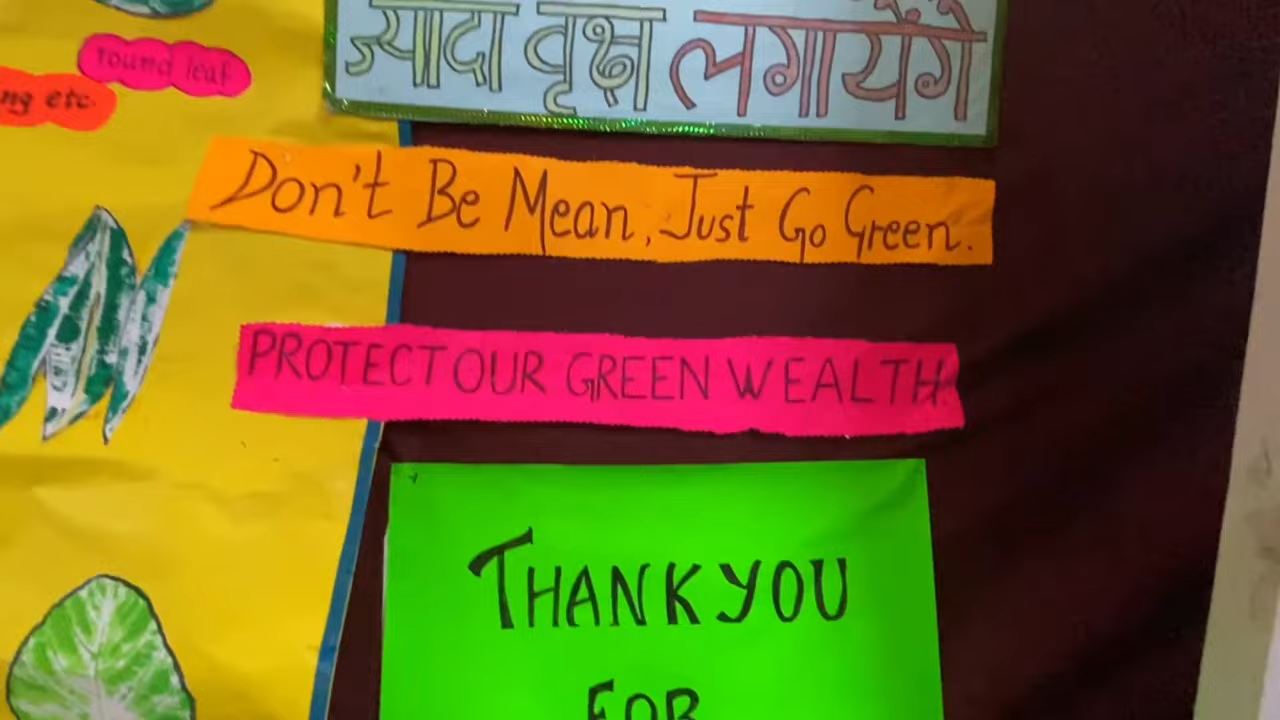 ज्यादा वृक्ष लगायेंगे
round leaf
ng etc.
Don't Be Mean, Just Go Green.
PROTECT OUR GREEN WEALTH.
THANK YOU
FOR